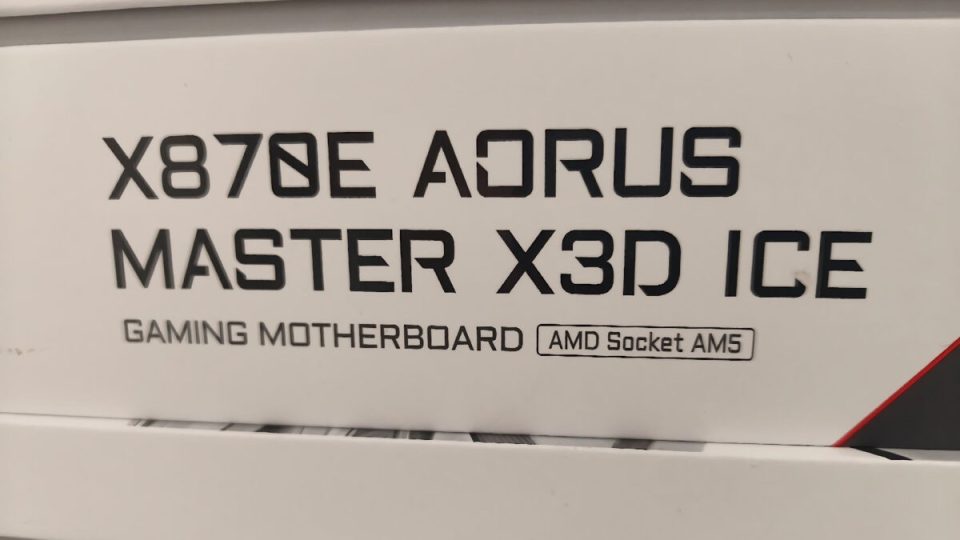 X870E AORUS
MASTER X3D ICE
GAMING MOTHERBOARD AMD Socket AM5